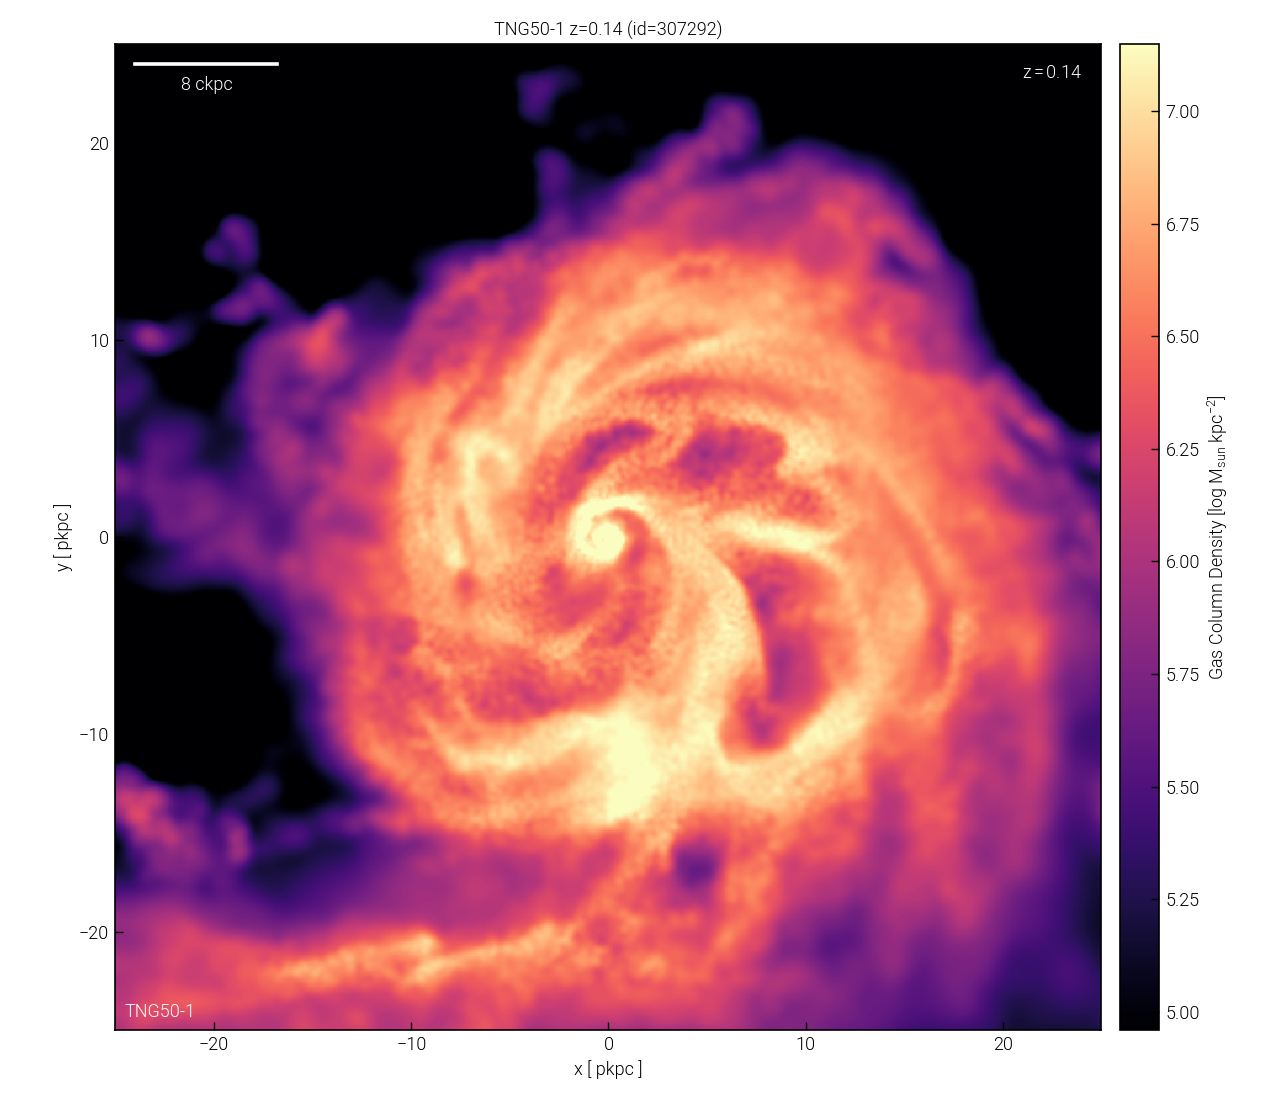 TNG50-1 z=0.14 (id=307292)
8 ckpc
z=0.14
TNG50-1
20
10
0
−10
−20
y [ pkpc ]
−20
−10
0
10
20
x [ pkpc ]
7.00
6.75
6.50
6.25
6.00
5.75
5.50
5.25
5.00
Gas Column Density [log M_sun kpc⁻²]